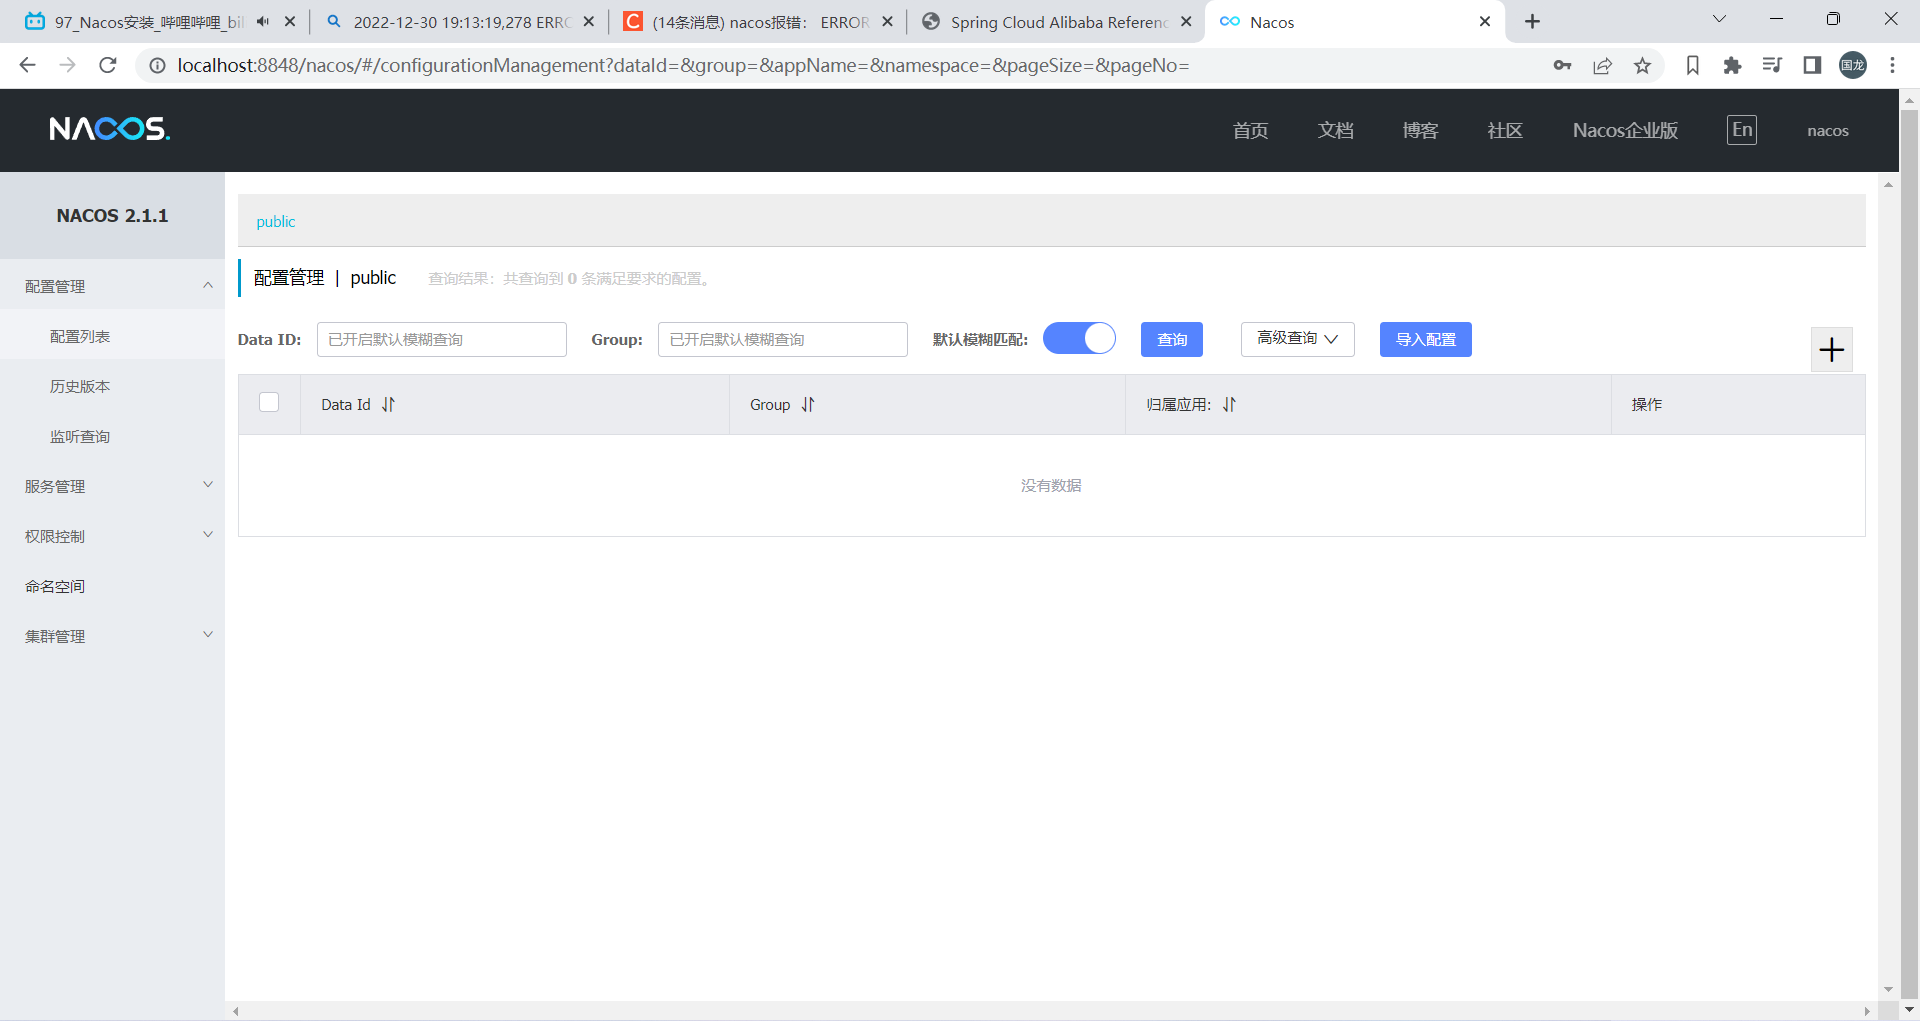 97_Nacos安装_哔哩哔哩_bil
2022-12-30 19:13:19,278 ERRO
(14条消息) nacos报错： ERROR
Spring Cloud Alibaba Referenc
Nacos
localhost:8848/nacos/#/configurationManagement?dataId=&group=&appName=&namespace=&pageSize=&pageNo=
国龙
NACOS.
首页
文档
博客
社区
Nacos企业版
En
nacos
NACOS 2.1.1
public
配置管理 | public 查询结果：共查询到 0 条满足要求的配置。
配置管理
配置列表
历史版本
监听查询
服务管理
权限控制
命名空间
集群管理
Data ID: 已开启默认模糊查询 Group: 已开启默认模糊查询 默认模糊匹配: 查询 高级查询 导入配置
Data Id Group 归属应用: 操作
没有数据